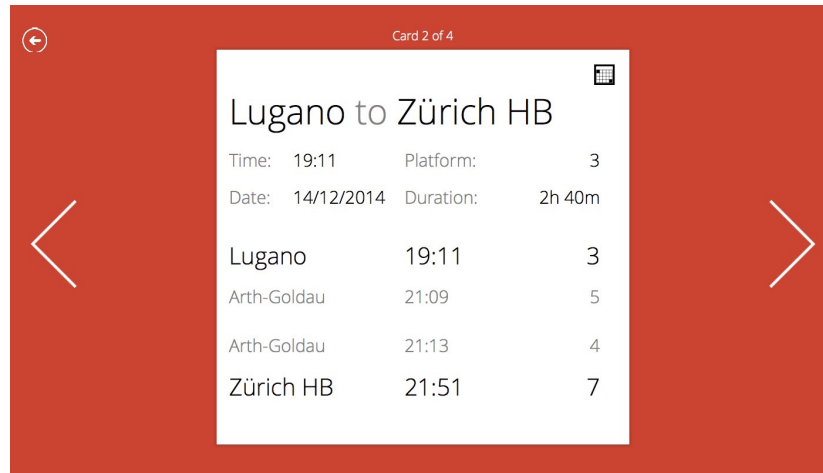 Card 2 of 4
Lugano to Zürich HB
Time: 19:11 Platform: 3
Date: 14/12/2014 Duration: 2h 40m
Lugano 19:11 3
Arth-Goldau 21:09 5
Arth-Goldau 21:13 4
Zürich HB 21:51 7